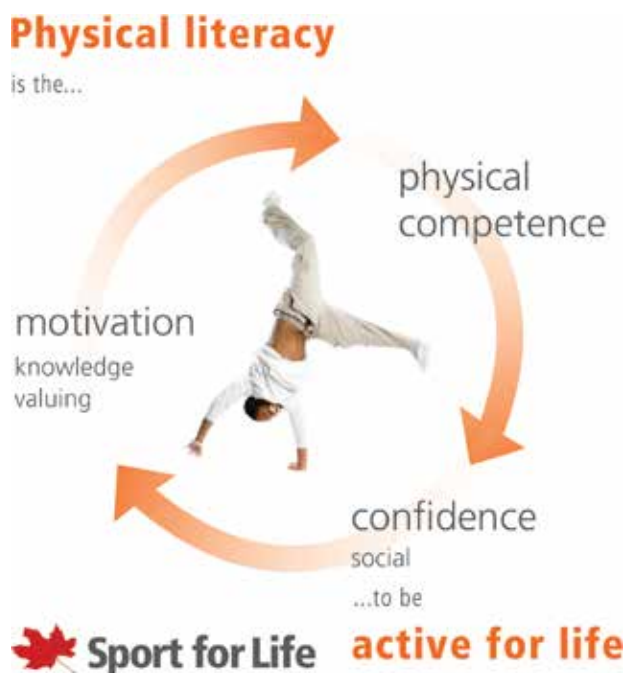 Physical literacy
is the...
physical
competence
motivation
knowledge
valuing
confidence
social
...to be
active for life
Sport for Life